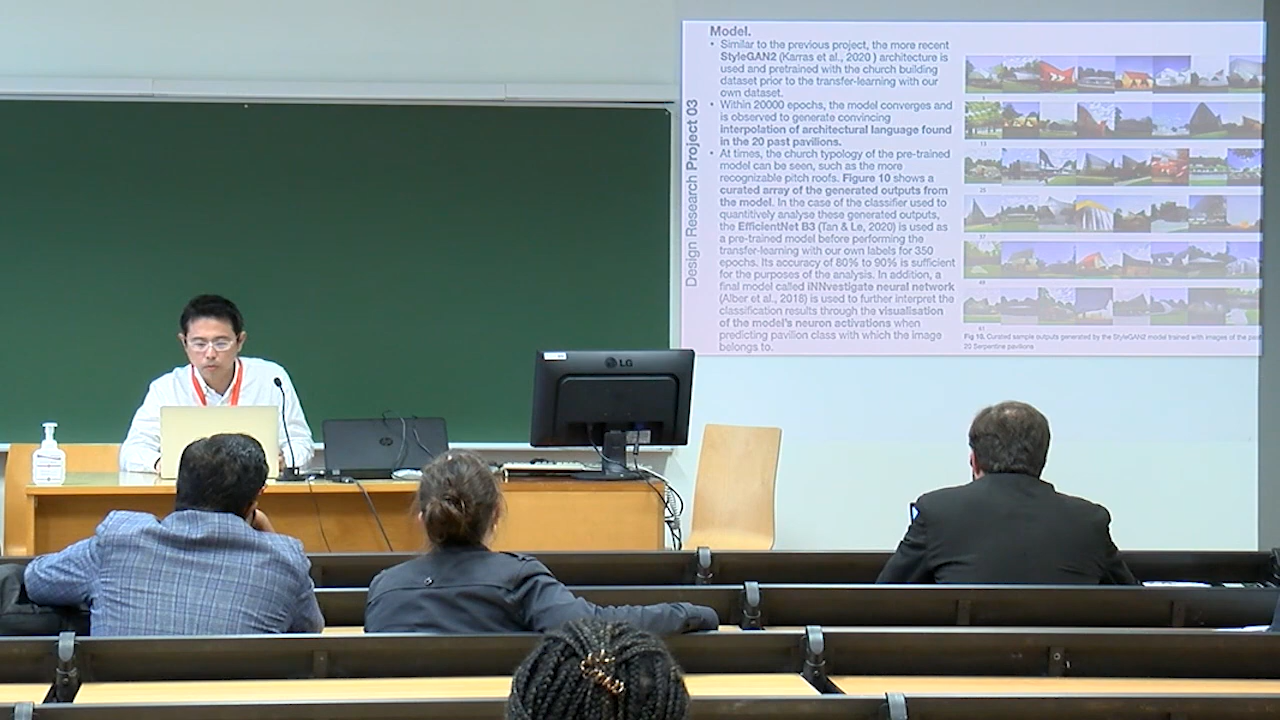 Model.
• Similar to the previous project, the more recent
StyleGAN2 (Karras et al., 2020 ) architecture is
used and pretrained with the church building
dataset prior to the transfer-learning with our
own dataset.
• Within 20000 epochs, the model converges and
is observed to generate convincing
interpolation of architectural language found
in the 20 past pavilions.
• At times, the church typology of the pre-trained
model can be seen, such as the more
recognizable pitch roofs. Figure 10 shows a
curated array of the generated outputs from
the model. In the case of the classifier used to
quantitively analyse these generated outputs,
the EfficientNet B3 (Tan & Le, 2020) is used as
a pre-trained model before performing the
transfer-learning with our own labels for 350
epochs. Its accuracy of 80% to 90% is sufficient
for the purposes of the analysis. In addition, a
final model called iNNvestigate neural network
(Alber et al., 2018) is used to further interpret the
classification results through the visualisation
of the model's neuron activations when
predicting pavilion class with which the image
belongs to.
Design Research Project 03
13
25
37
49
61
Fig 10. Curated sample outputs generated by the StyleGAN2 model trained with images of the past
20 Serpentine pavilions
LG
hp